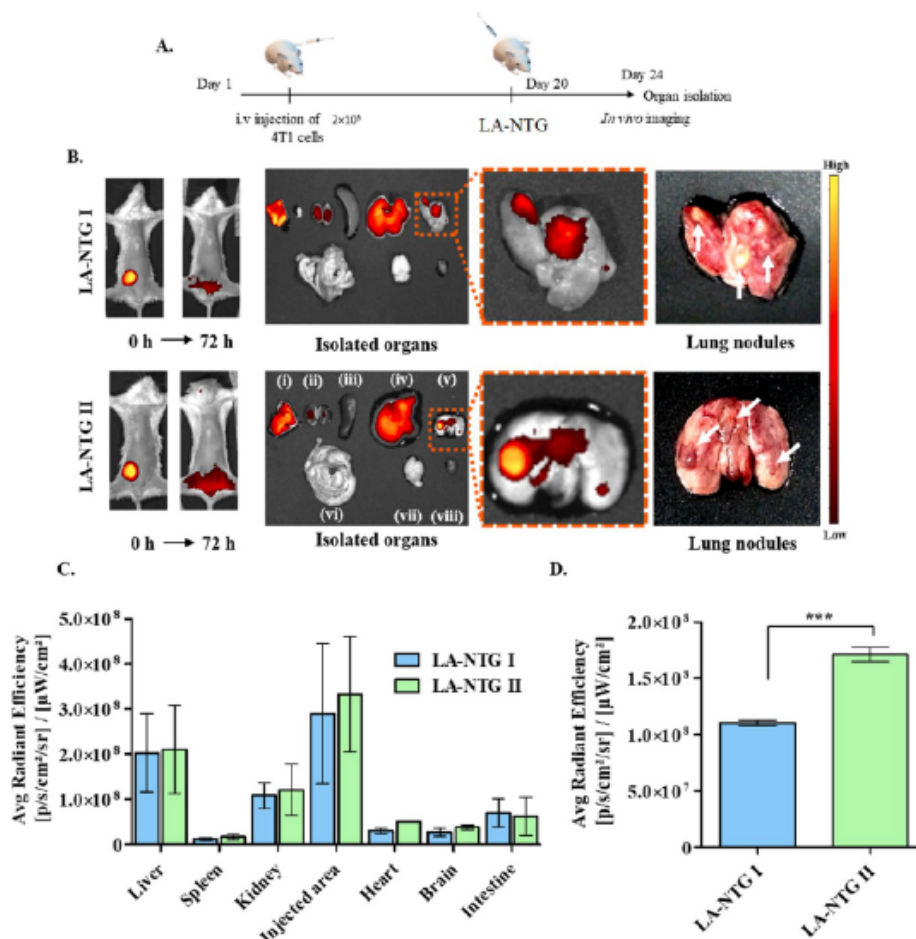 A.
Day 1
Day 20
Day 24
Organ isolation
i.v injection of 2×10⁶
4T1 cells
LA-NTG
In vivo imaging
B.
High
LA-NTG I
0 h → 72 h
Isolated organs
Lung nodules
LA-NTG II
(i) (ii) (iii) (iv) (v)
(vi) (vii) (viii)
0 h → 72 h
Isolated organs
Lung nodules
Low
C.
Avg Radiant Efficiency
[p/s/cm²/sr] / [µW/cm²]
5.0×10⁸
4.0×10⁸
3.0×10⁸
2.0×10⁸
1.0×10⁸
0
LA-NTG I
LA-NTG II
Liver
Spleen
Kidney
Injected area
Heart
Brain
Intestine
D.
Avg Radiant Efficiency
[p/s/cm²/sr] / [µW/cm²]
2.0×10⁸
1.5×10⁸
1.0×10⁸
5.0×10⁷
0
***
LA-NTG I
LA-NTG II